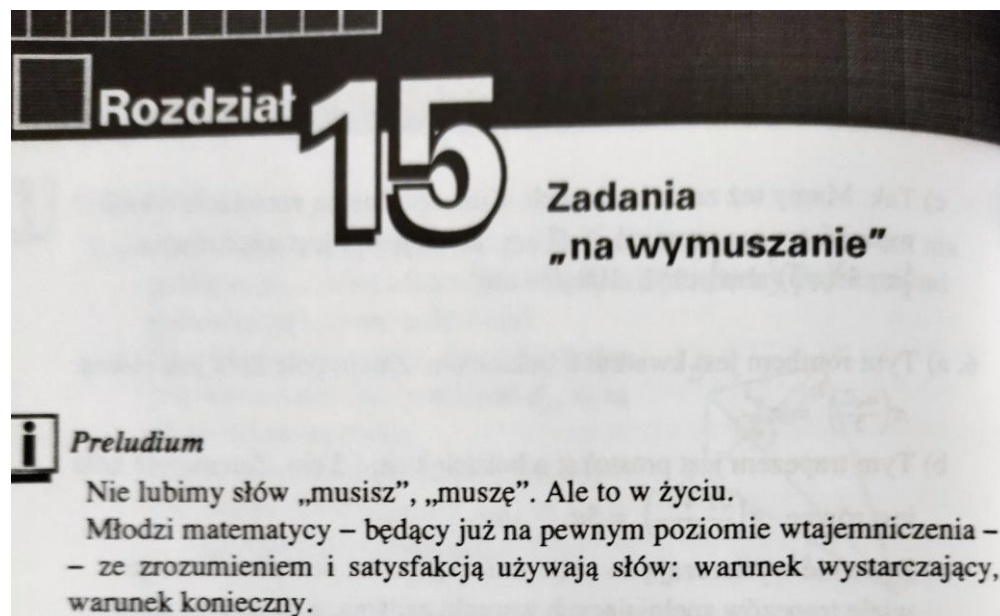 Rozdział 15
Zadania
„na wymuszanie”
i Preludium
Nie lubimy słów „musisz”, „muszę”. Ale to w życiu.
Młodzi matematycy – będący już na pewnym poziomie wtajemniczenia –
– ze zrozumieniem i satysfakcją używają słów; warunek wystarczający,
warunek konieczny.